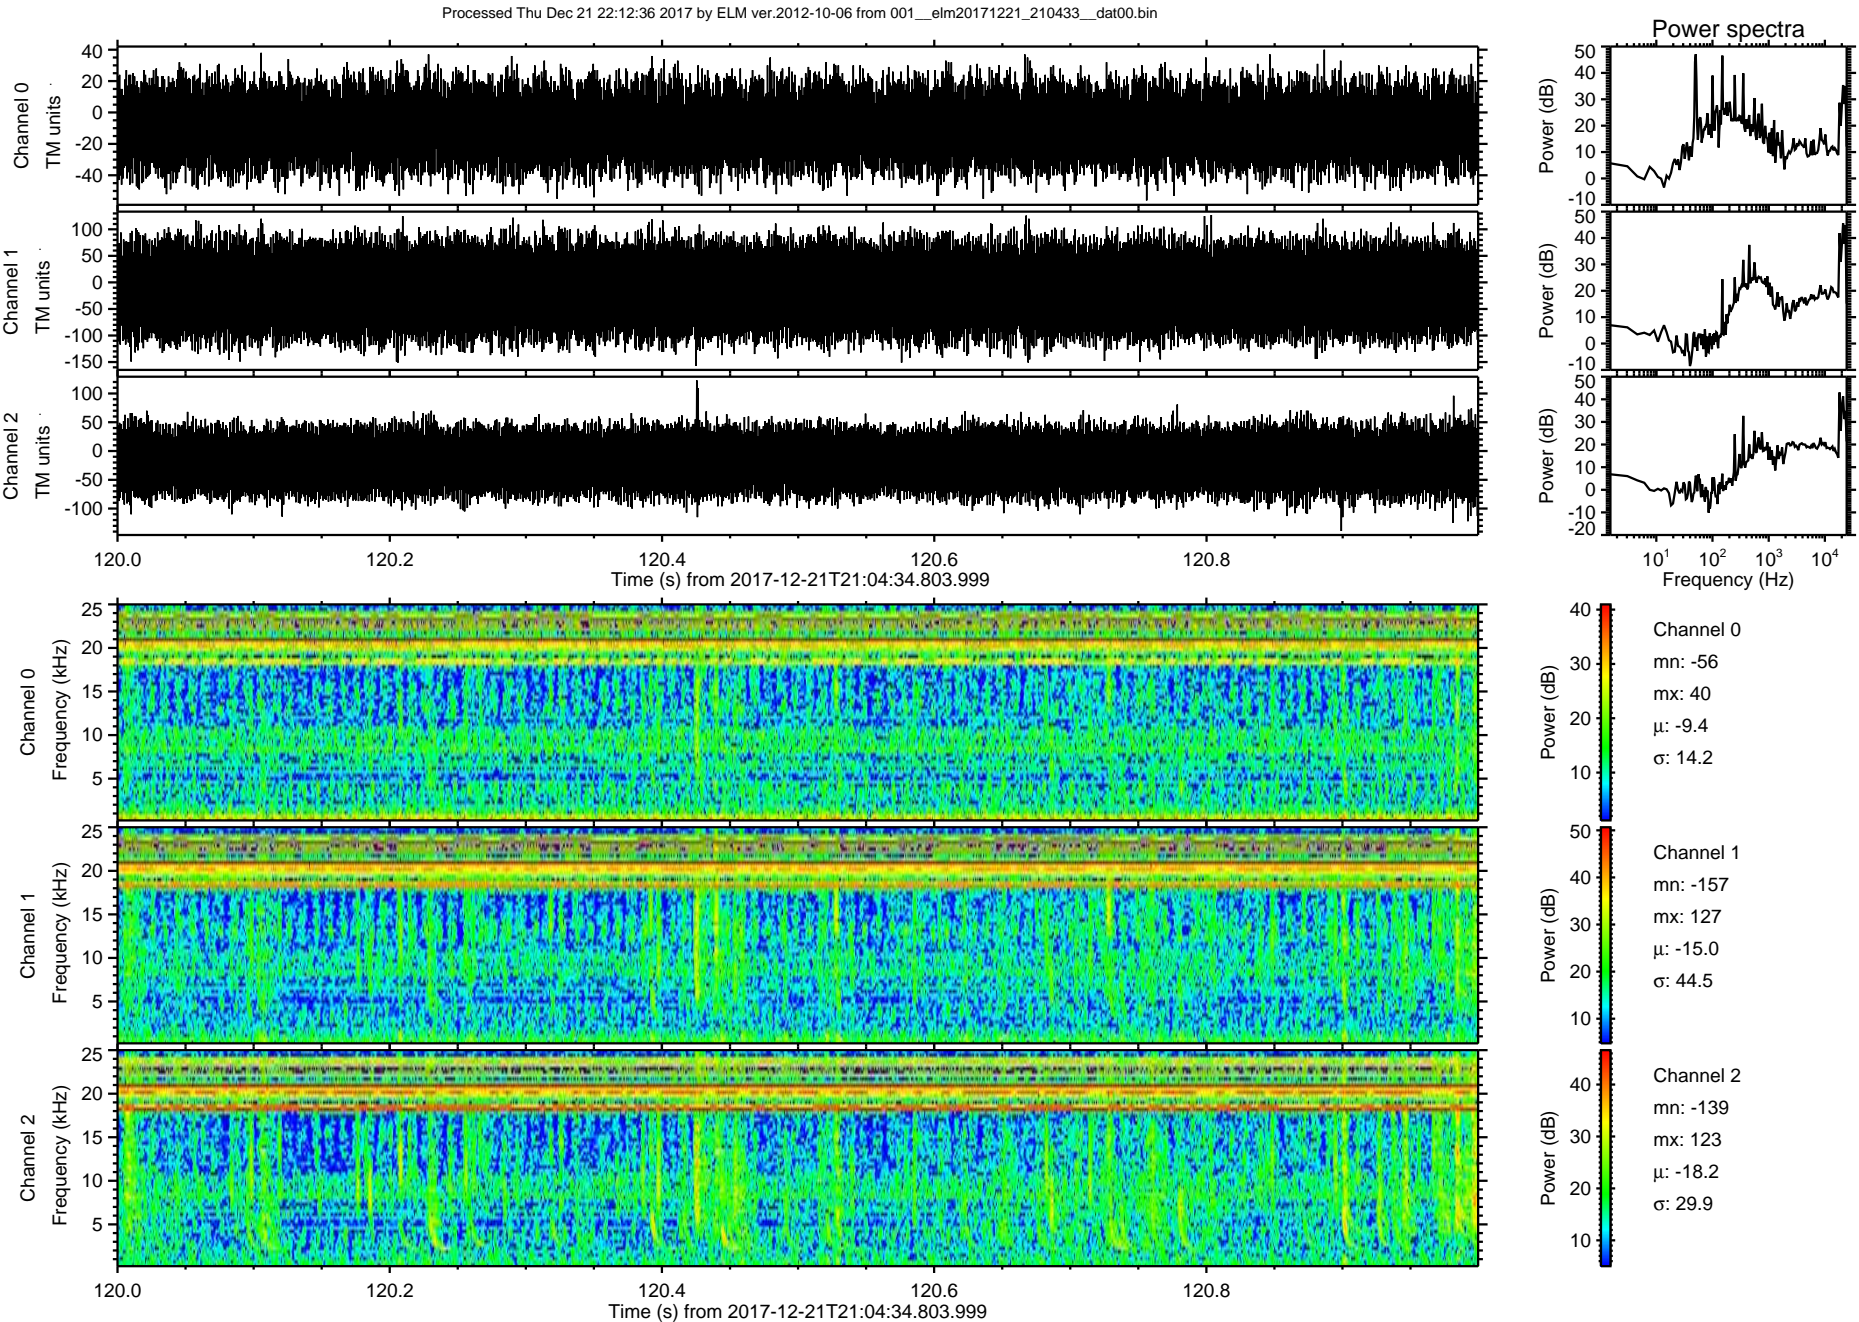 Processed Thu Dec 21 22:12:36 2017 by ELM ver.2012-10-06 from 001__elm20171221_210433__dat00.bin
Power spectra
Channel 0
TM units
40
20
0
-20
-40
Power (dB)
50
40
30
20
10
0
-10
Channel 1
TM units
100
50
0
-50
-100
-150
Power (dB)
50
40
30
20
10
0
-10
Channel 2
TM units
100
50
0
-50
-100
Power (dB)
50
40
30
20
10
0
-10
-20
120.0 120.2 120.4 120.6 120.8
Time (s) from 2017-12-21T21:04:34.803.999
10¹ 10² 10³ 10⁴
Frequency (Hz)
Channel 0
Frequency (kHz)
25
20
15
10
5
Power (dB)
40
30
20
10
Channel 0
mn: -56
mx: 40
µ: -9.4
σ: 14.2
Channel 1
Frequency (kHz)
25
20
15
10
5
Power (dB)
50
40
30
20
10
Channel 1
mn: -157
mx: 127
µ: -15.0
σ: 44.5
Channel 2
Frequency (kHz)
25
20
15
10
5
Power (dB)
40
30
20
10
Channel 2
mn: -139
mx: 123
µ: -18.2
σ: 29.9
120.0 120.2 120.4 120.6 120.8
Time (s) from 2017-12-21T21:04:34.803.999